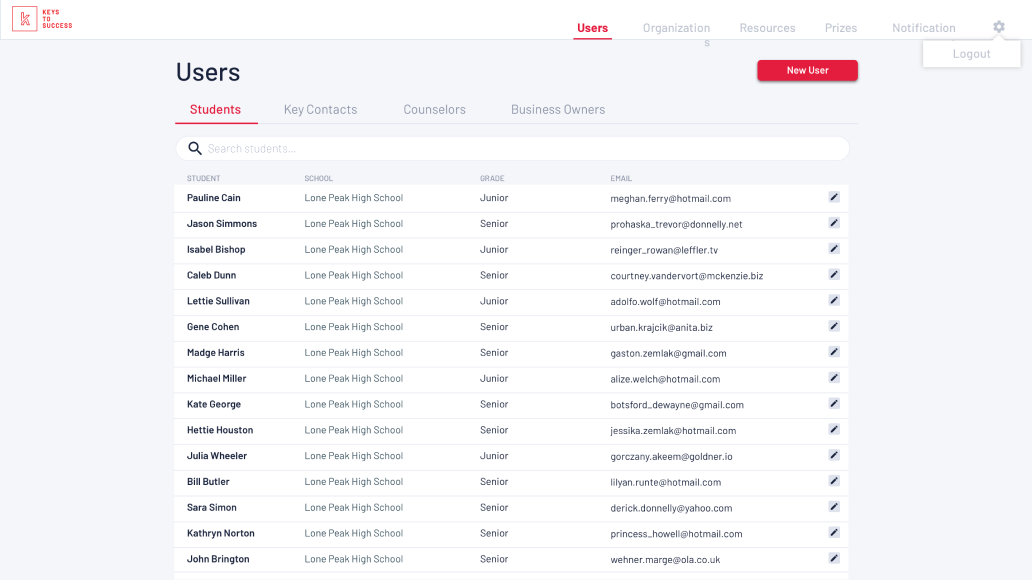 KEYS
TO
SUCCESS
Users
Organization
s
Resources
Prizes
Notification
Logout
Users
New User
Students
Key Contacts
Counselors
Business Owners
Search students...
STUDENT SCHOOL GRADE EMAIL
Pauline Cain Lone Peak High School Junior meghan.ferry@hotmail.com
Jason Simmons Lone Peak High School Senior prohaska_trevor@donnelly.net
Isabel Bishop Lone Peak High School Junior reinger_rowan@leffler.tv
Caleb Dunn Lone Peak High School Senior courtney.vandervort@mckenzie.biz
Lettie Sullivan Lone Peak High School Junior adolfo.wolf@hotmail.com
Gene Cohen Lone Peak High School Senior urban.krajcik@anita.biz
Madge Harris Lone Peak High School Senior gaston.zemlak@gmail.com
Michael Miller Lone Peak High School Junior alize.welch@hotmail.com
Kate George Lone Peak High School Senior botsford_dewayne@gmail.com
Hettie Houston Lone Peak High School Senior jessika.zemlak@hotmail.com
Julia Wheeler Lone Peak High School Junior gorczany.akeem@goldner.io
Bill Butler Lone Peak High School Senior lilyan.runte@hotmail.com
Sara Simon Lone Peak High School Senior derick.donnelly@yahoo.com
Kathryn Norton Lone Peak High School Senior princess_howell@hotmail.com
John Brington Lone Peak High School Senior wehner.marge@ola.co.uk